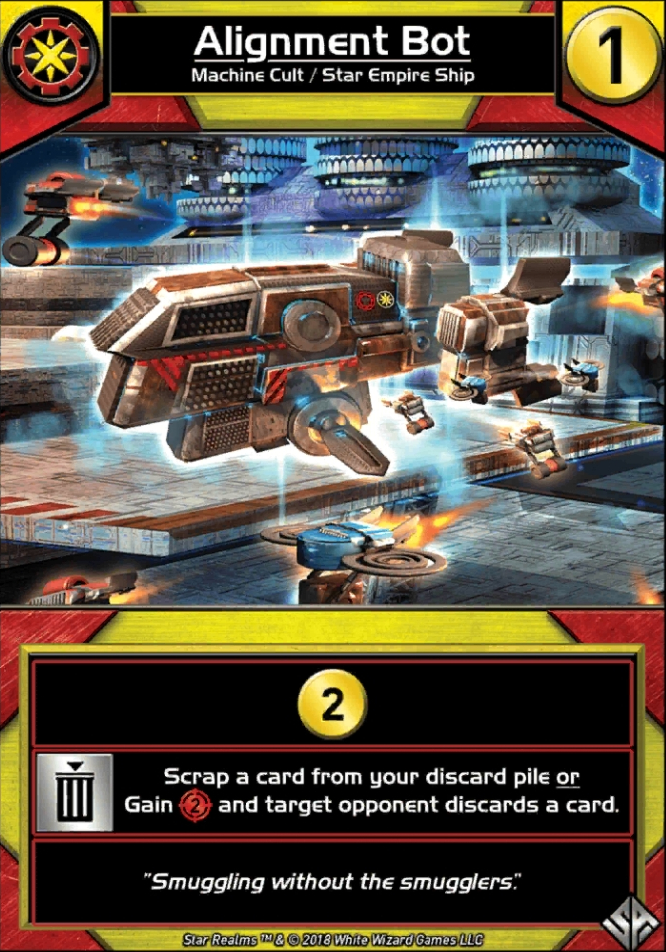 Alignment Bot
1
Machine Cult / Star Empire Ship
2
Scrap a card from your discard pile or
Gain 2 and target opponent discards a card.
"Smuggling without the smugglers."
Star Realms ™ & © 2018 White Wizard Games LLC